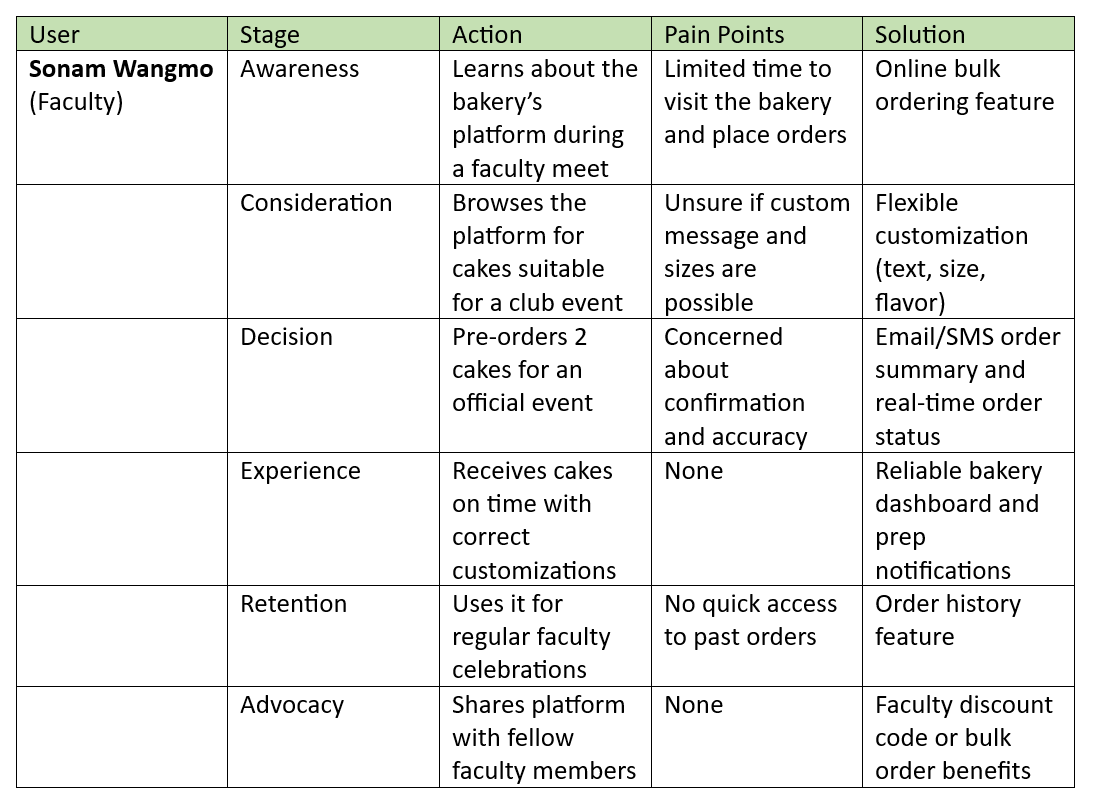 User Stage Action Pain Points Solution
Sonam Wangmo
(Faculty)
Awareness
Learns about the
bakery’s
platform during
a faculty meet
Limited time to
visit the bakery
and place orders
Online bulk
ordering feature
Consideration
Browses the
platform for
cakes suitable
for a club event
Unsure if custom
message and
sizes are
possible
Flexible
customization
(text, size,
flavor)
Decision
Pre-orders 2
cakes for an
official event
Concerned
about
confirmation
and accuracy
Email/SMS order
summary and
real-time order
status
Experience
Receives cakes
on time with
correct
customizations
None
Reliable bakery
dashboard and
prep
notifications
Retention
Uses it for
regular faculty
celebrations
No quick access
to past orders
Order history
feature
Advocacy
Shares platform
with fellow
faculty members
None
Faculty discount
code or bulk
order benefits